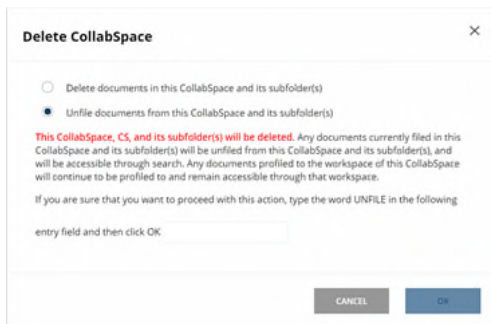 Delete CollabSpace
Delete documents in this CollabSpace and its subfolder(s)
Unfile documents from this CollabSpace and its subfolder(s)
This CollabSpace, CS, and its subfolder(s) will be deleted. Any documents currently filed in this
CollabSpace and its subfolder(s) will be unfiled from this CollabSpace and its subfolder(s), and
will be accessible through search. Any documents profiled to the workspace of this CollabSpace
will continue to be profiled to and remain accessible through that workspace.
If you are sure that you want to proceed with this action, type the word UNFILE in the following
entry field and then click OK
CANCEL
OK